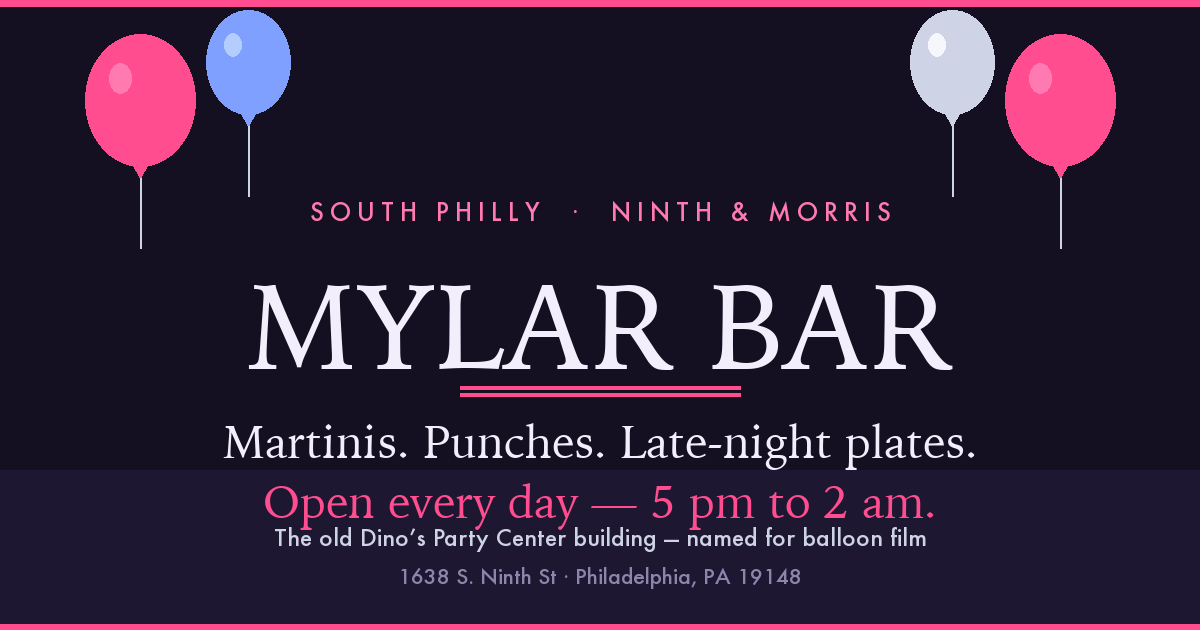 SOUTH PHILLY · NINTH & MORRIS
MYLAR BAR
Martinis. Punches. Late-night plates.
Open every day — 5 pm to 2 am.
The old Dino’s Party Center building — named for balloon film
1638 S. Ninth St · Philadelphia, PA 19148